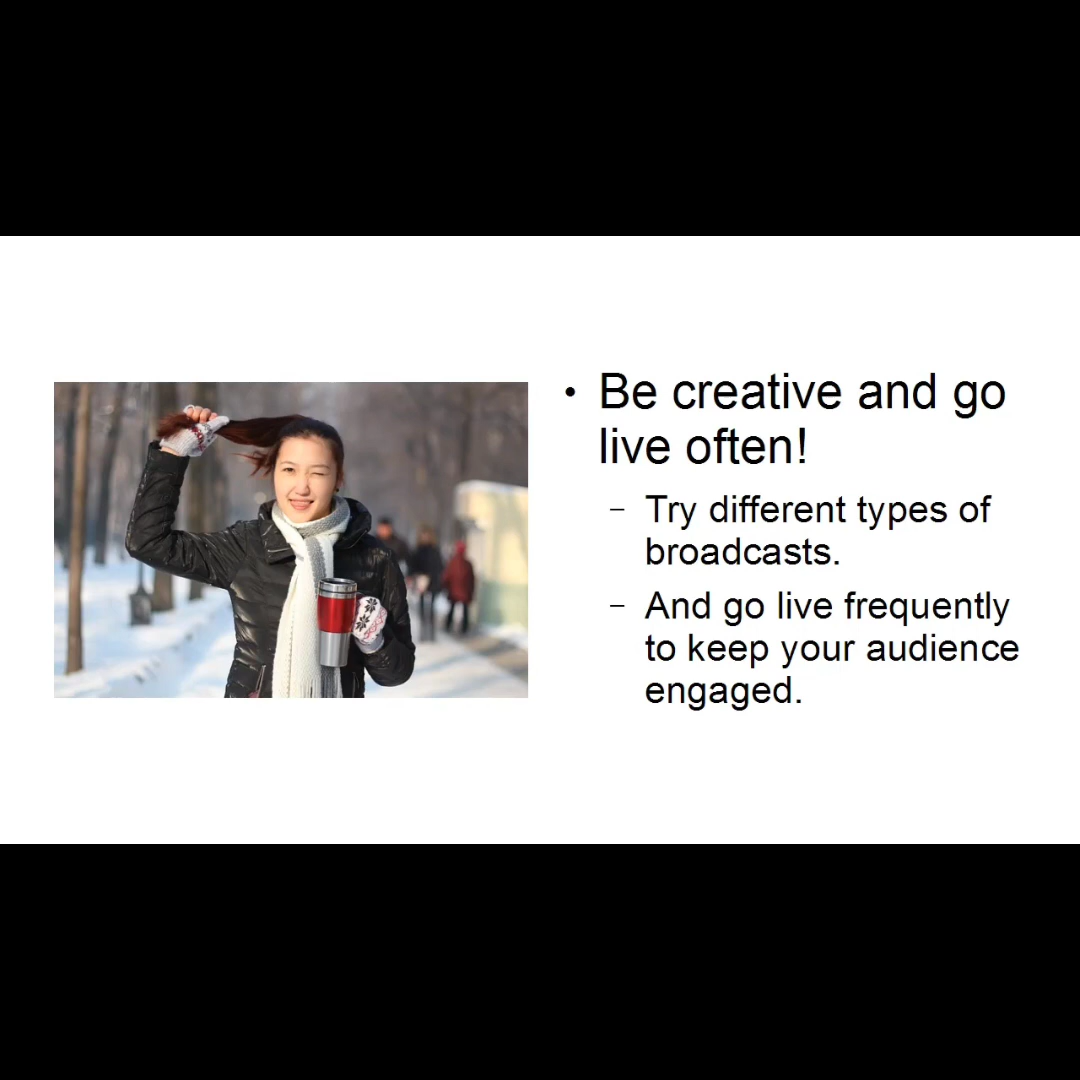 • Be creative and go
live often!
– Try different types of
broadcasts.
– And go live frequently
to keep your audience
engaged.